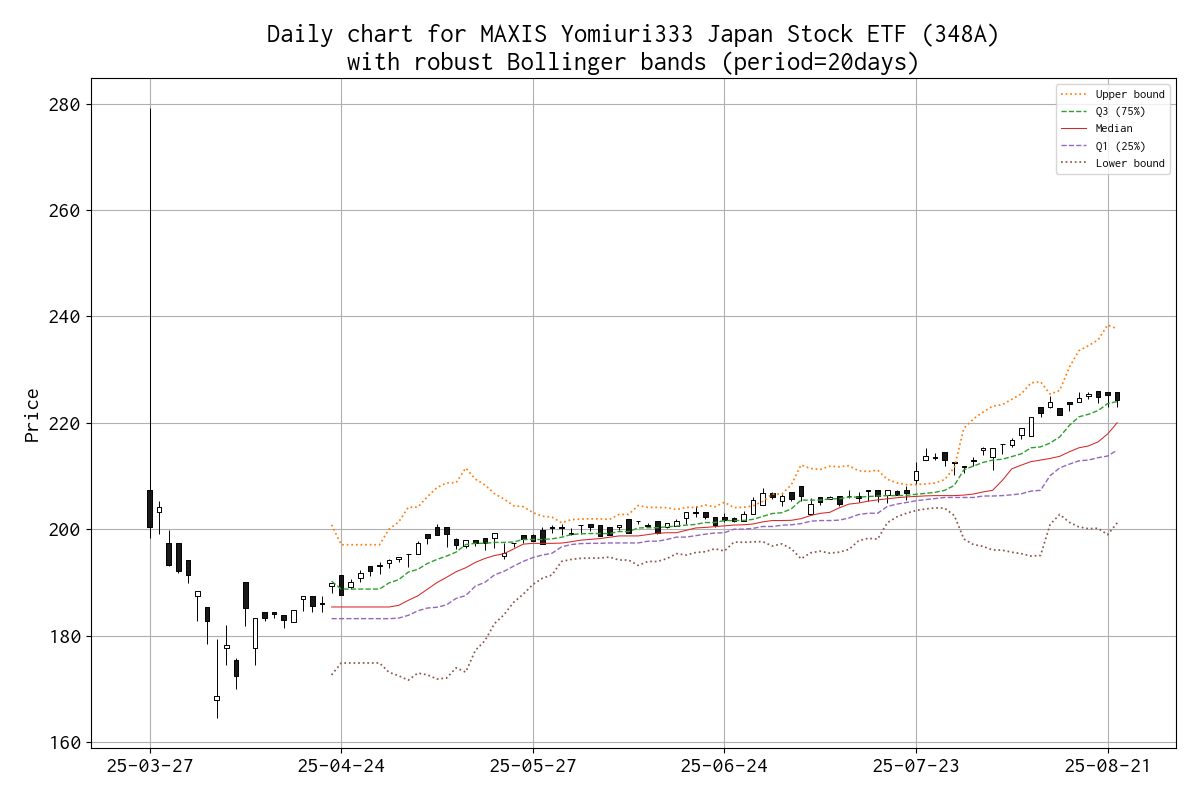 Daily chart for MAXIS Yomiuri333 Japan Stock ETF (348A)
with robust Bollinger bands (period=20days)
Upper bound
Q3 (75%)
Median
Q1 (25%)
Lower bound
Price
280
260
240
220
200
180
160
25-03-27
25-04-24
25-05-27
25-06-24
25-07-23
25-08-21